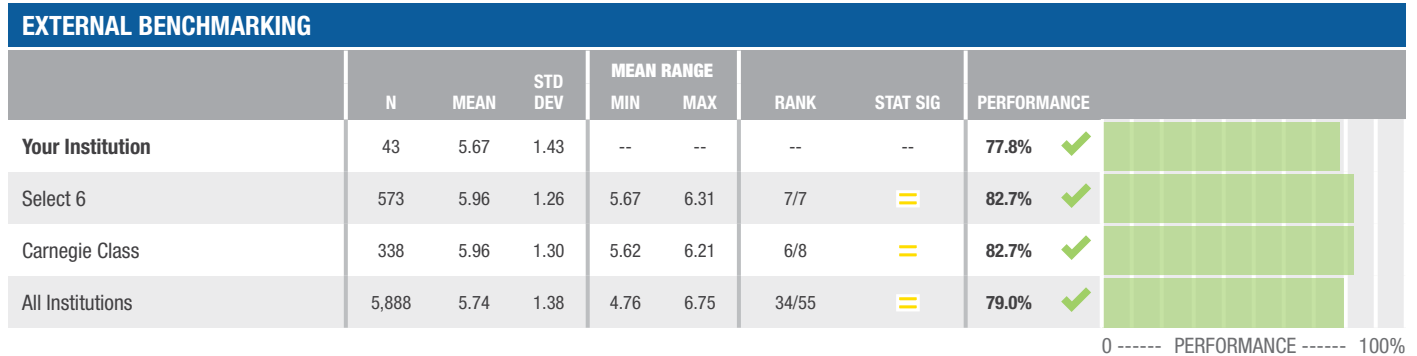 EXTERNAL BENCHMARKING
N MEAN STD DEV MEAN RANGE MIN MAX RANK STAT SIG PERFORMANCE
Your Institution 43 5.67 1.43 -- -- -- -- 77.8%
Select 6 573 5.96 1.26 5.67 6.31 7/7 = 82.7%
Carnegie Class 338 5.96 1.30 5.62 6.21 6/8 = 82.7%
All Institutions 5,888 5.74 1.38 4.76 6.75 34/55 = 79.0%
0 ------ PERFORMANCE ------ 100%